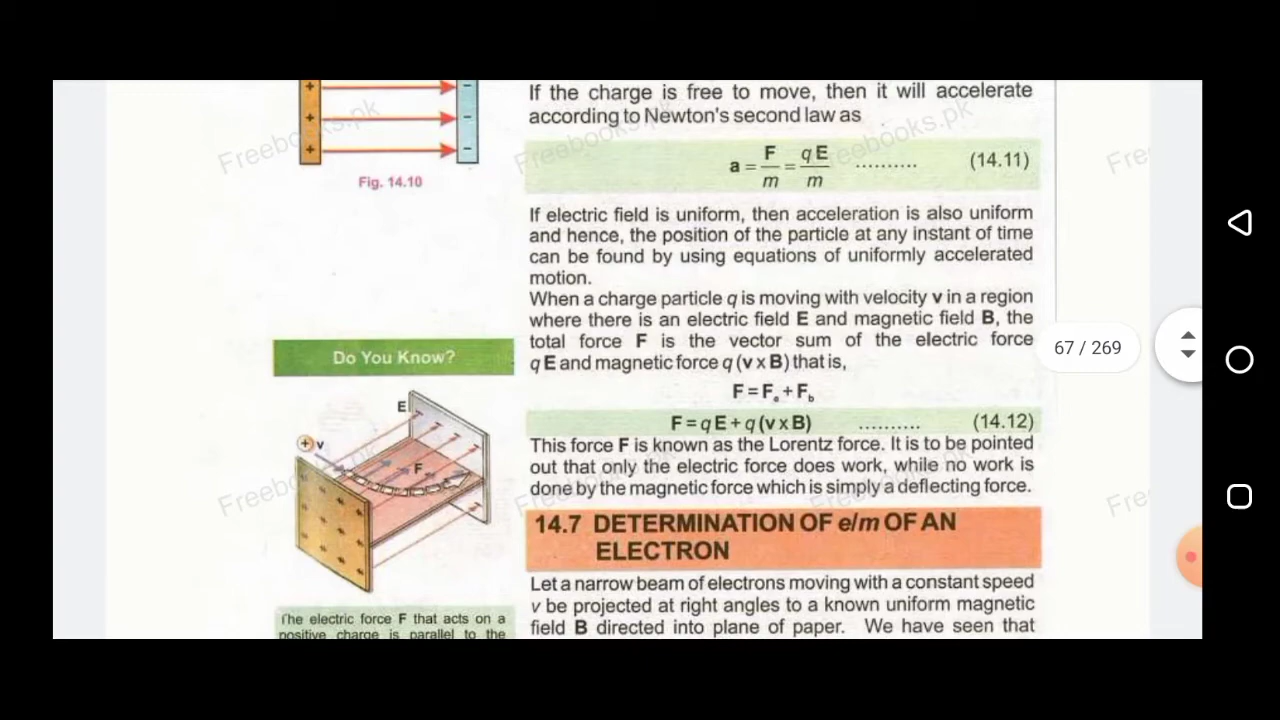 Fig. 14.10
Do You Know?
E
v
F
The electric force F that acts on a
positive charge is parallel to the
If the charge is free to move, then it will accelerate
according to Newton's second law as
a = F/m = qE/m .......... (14.11)
If electric field is uniform, then acceleration is also uniform
and hence, the position of the particle at any instant of time
can be found by using equations of uniformly accelerated
motion.
When a charge particle q is moving with velocity v in a region
where there is an electric field E and magnetic field B, the
total force F is the vector sum of the electric force
qE and magnetic force q (v x B) that is,
F = Fₑ + F_b
F = qE + q (v x B) .......... (14.12)
This force F is known as the Lorentz force. It is to be pointed
out that only the electric force does work, while no work is
done by the magnetic force which is simply a deflecting force.
14.7 DETERMINATION OF e/m OF AN
ELECTRON
Let a narrow beam of electrons moving with a constant speed
v be projected at right angles to a known uniform magnetic
field B directed into plane of paper. We have seen that
67 / 269
Freebooks.pk
Freebooks.pk